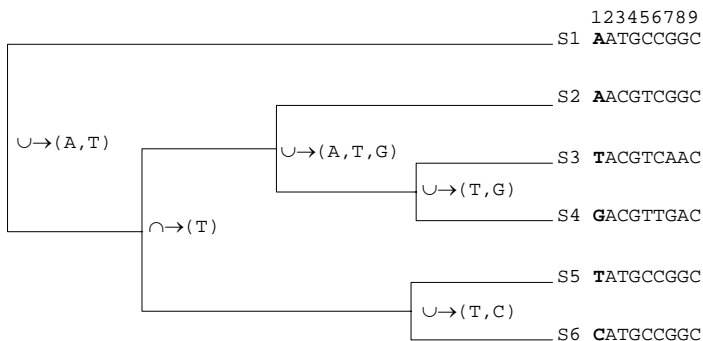 123456789
S1 AATGCCGGC
S2 AACGTCGGC
∪→(A,T)
∪→(A,T,G)
S3 TACGTCAAC
∪→(T,G)
S4 GACGTTGAC
∩→(T)
S5 TATGCCGGC
∪→(T,C)
S6 CATGCCGGC